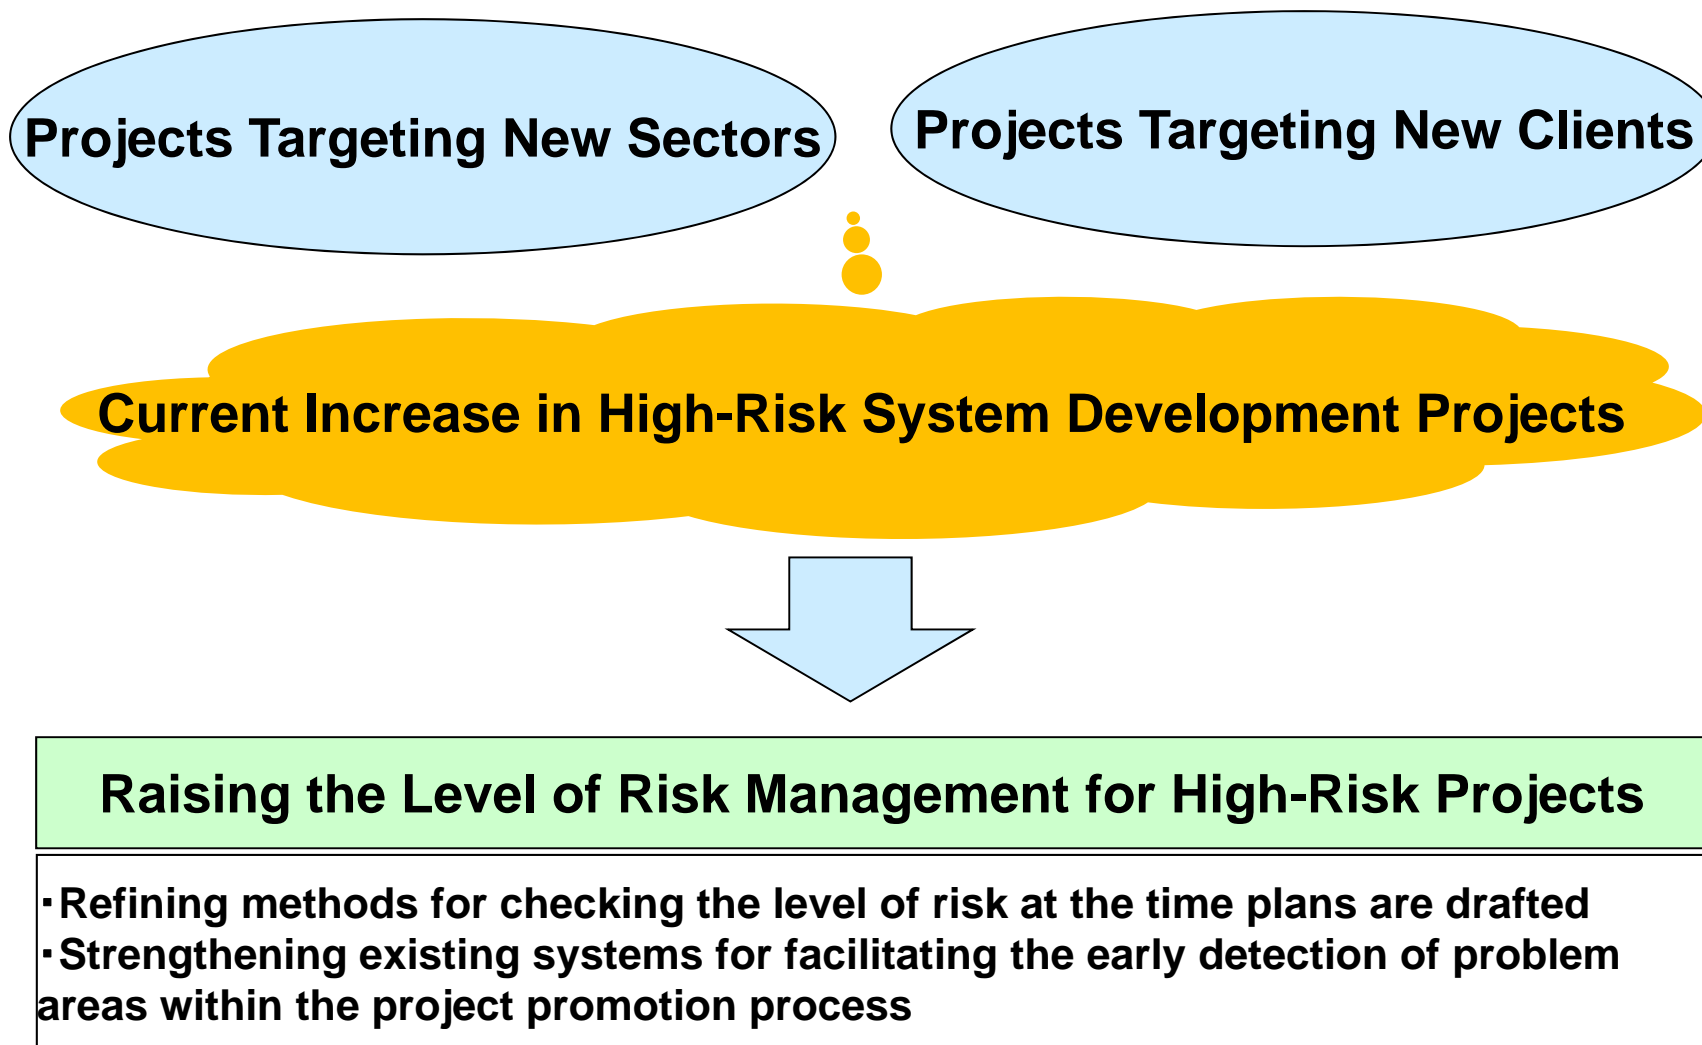 Projects Targeting New Sectors
Projects Targeting New Clients
Current Increase in High-Risk System Development Projects
Raising the Level of Risk Management for High-Risk Projects
・Refining methods for checking the level of risk at the time plans are drafted
・Strengthening existing systems for facilitating the early detection of problem
areas within the project promotion process